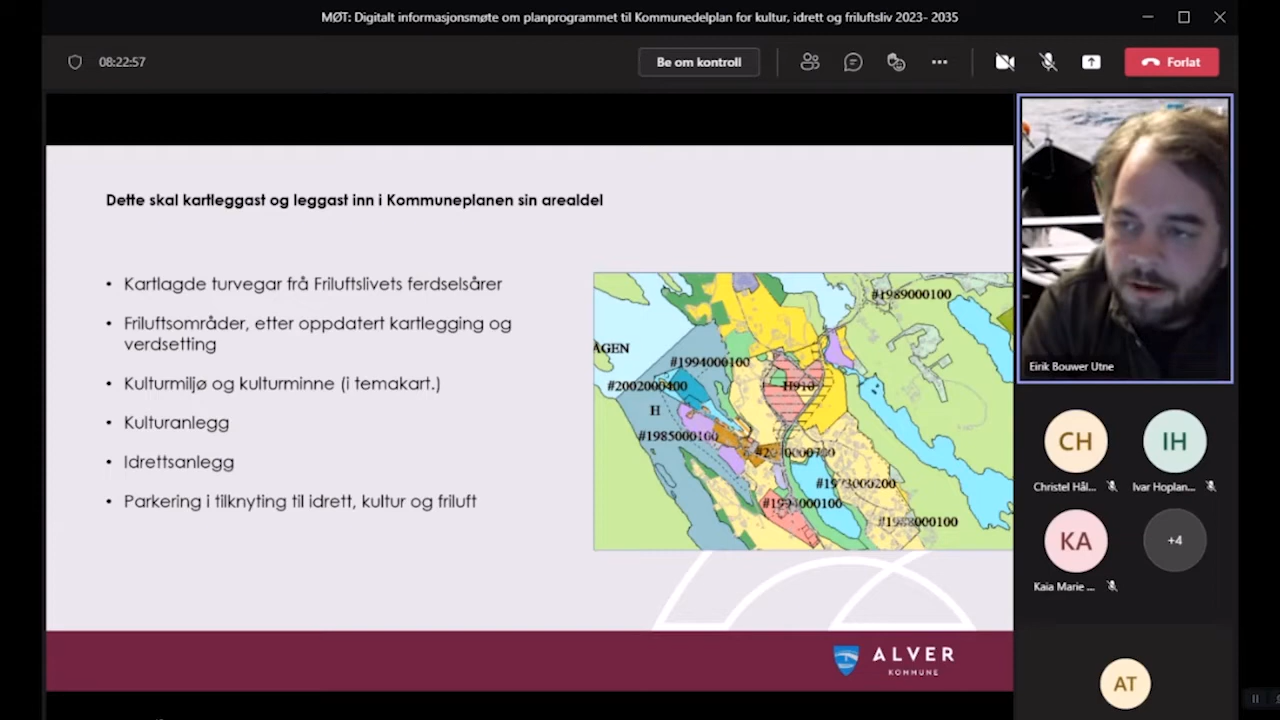 MØT: Digitalt informasjonsmøte om planprogrammet til Kommunedelplan for kultur, idrett og friluftsliv 2023- 2035
08:22:57
Be om kontroll
Forlat
Dette skal kartleggast og leggast inn i Kommuneplanen sin arealdel
• Kartlagde turvegar frå Friluftslivets ferdselsårer
• Friluftsområder, etter oppdatert kartlegging og
verdsetting
• Kulturmiljø og kulturminne (i temakart.)
• Kulturanlegg
• Idrettsanlegg
• Parkering i tilknyting til idrett, kultur og friluft
#1989000100
ÅGEN
#1994000100
#2002000400
H910
H
#1985000100
#1973000200
#1994000100
#1988000100
ALVER
KOMMUNE
Eirik Bouwer Utne
CH
IH
Christel Hål...
Ivar Hoplan...
KA
+4
Kaia Marie ...
AT